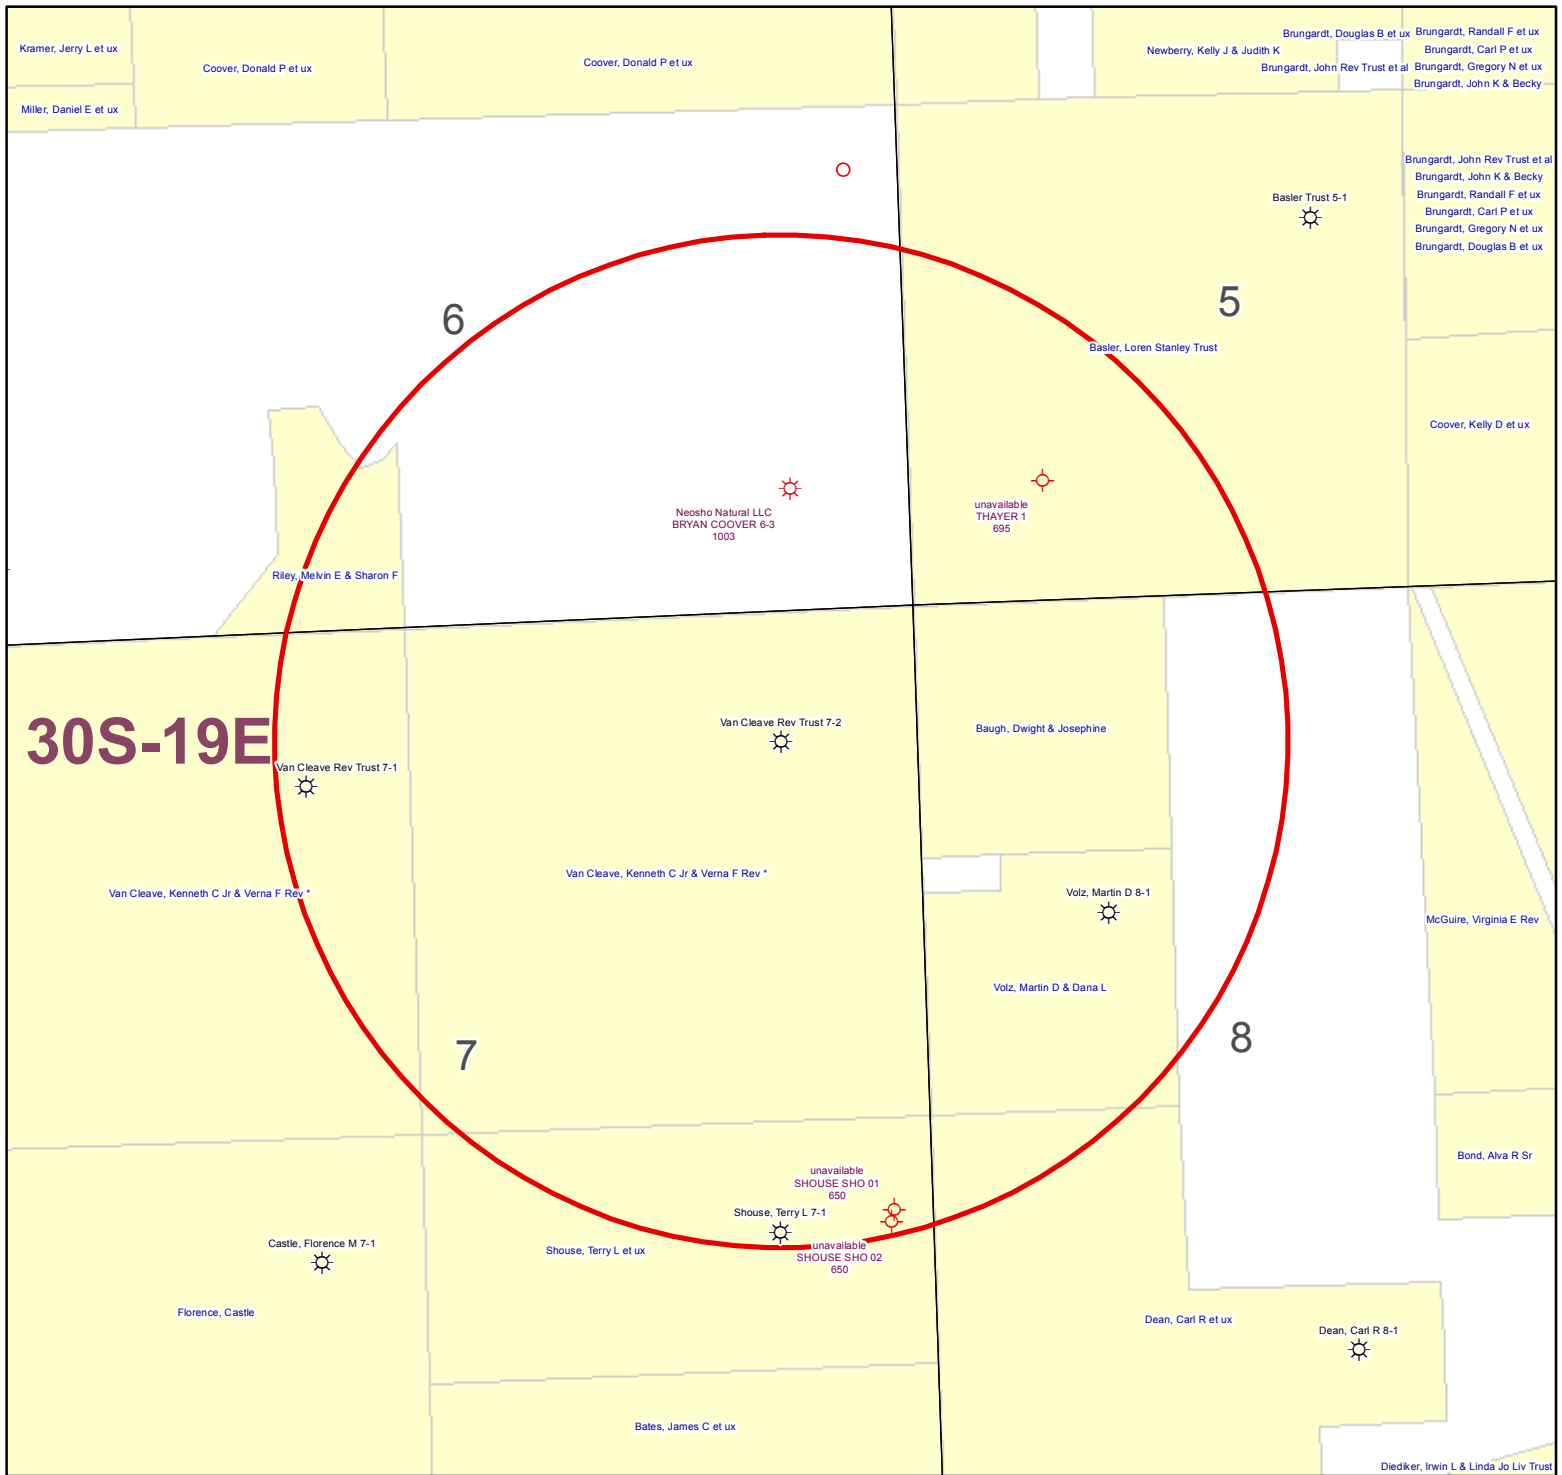 Kramer, Jerry L et ux
Coover, Donald P et ux
Coover, Donald P et ux
Miller, Daniel E et ux
Newberry, Kelly J & Judith K
Brungardt, Douglas B et ux
Brungardt, John Rev Trust et al
Brungardt, Randall F et ux
Brungardt, Carl P et ux
Brungardt, Gregory N et ux
Brungardt, John K & Becky
Brungardt, John Rev Trust et al
Brungardt, John K & Becky
Brungardt, Randall F et ux
Brungardt, Carl P et ux
Brungardt, Gregory N et ux
Brungardt, Douglas B et ux
Basler Trust 5-1
6
5
Basler, Loren Stanley Trust
Coover, Kelly D et ux
Neosho Natural LLC
BRYAN COOVER 6-3
1003
unavailable
THAYER 1
695
Riley, Melvin E & Sharon F
30S-19E
Van Cleave Rev Trust 7-2
Van Cleave Rev Trust 7-1
Baugh, Dwight & Josephine
Van Cleave, Kenneth C Jr & Verna F Rev *
Van Cleave, Kenneth C Jr & Verna F Rev *
Volz, Martin D 8-1
McGuire, Virginia E Rev
Volz, Martin D & Dana L
7
8
Bond, Alva R Sr
unavailable
SHOUSE SHO 01
650
Shouse, Terry L 7-1
unavailable
SHOUSE SHO 02
650
Castle, Florence M 7-1
Shouse, Terry L et ux
Florence, Castle
Dean, Carl R et ux
Dean, Carl R 8-1
Bates, James C et ux
Diediker, Irwin L & Linda Jo Liv Trust